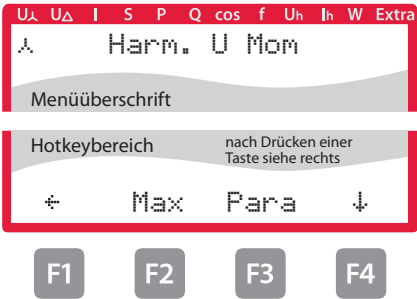 U⅄ U△ I S P Q cos f Uh Ih W Extra
⅄ Harm. U Mom
Menüüberschrift
Hotkeybereich
nach Drücken einer
Taste siehe rechts
← Max Para ↓
F1 F2 F3 F4